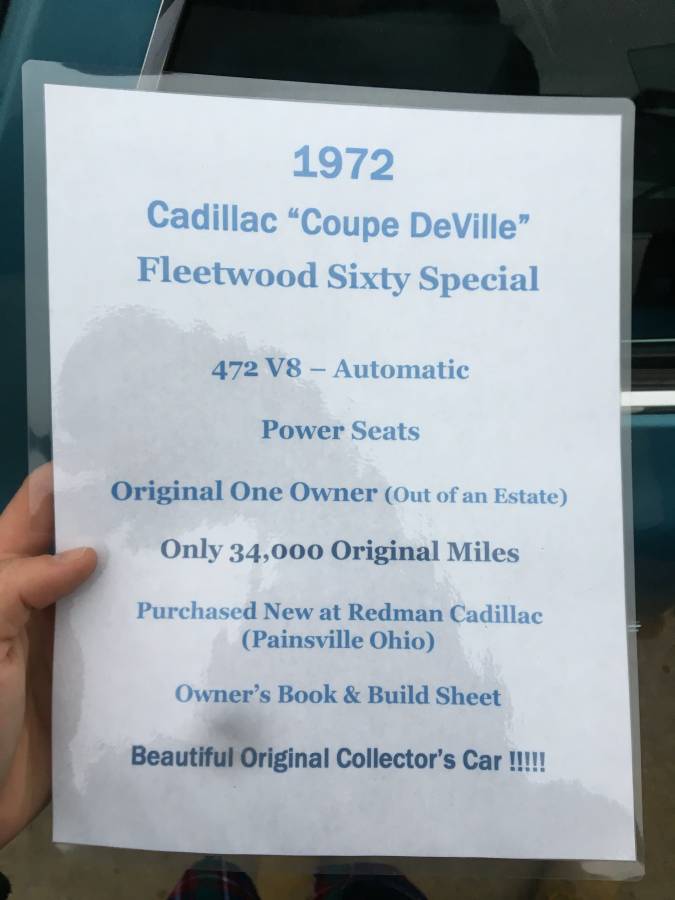 1972
Cadillac “Coupe DeVille”
Fleetwood Sixty Special
472 V8 – Automatic
Power Seats
Original One Owner (Out of an Estate)
Only 34,000 Original Miles
Purchased New at Redman Cadillac
(Painsville Ohio)
Owner’s Book & Build Sheet
Beautiful Original Collector’s Car !!!!!